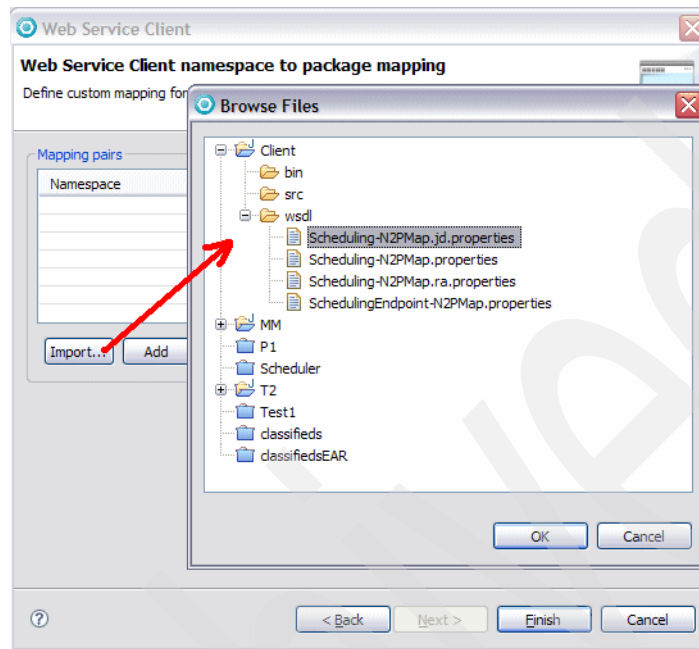 Web Service Client
Web Service Client namespace to package mapping
Define custom mapping for
Browse Files
Mapping pairs
Namespace
Import...
Add
Client
bin
src
wsdl
Scheduling-N2PMap.jd.properties
Scheduling-N2PMap.properties
Scheduling-N2PMap.ra.properties
SchedulingEndpoint-N2PMap.properties
MM
P1
Scheduler
T2
Test1
classifieds
classifiedsEAR
OK
Cancel
?
< Back
Next >
Finish
Cancel